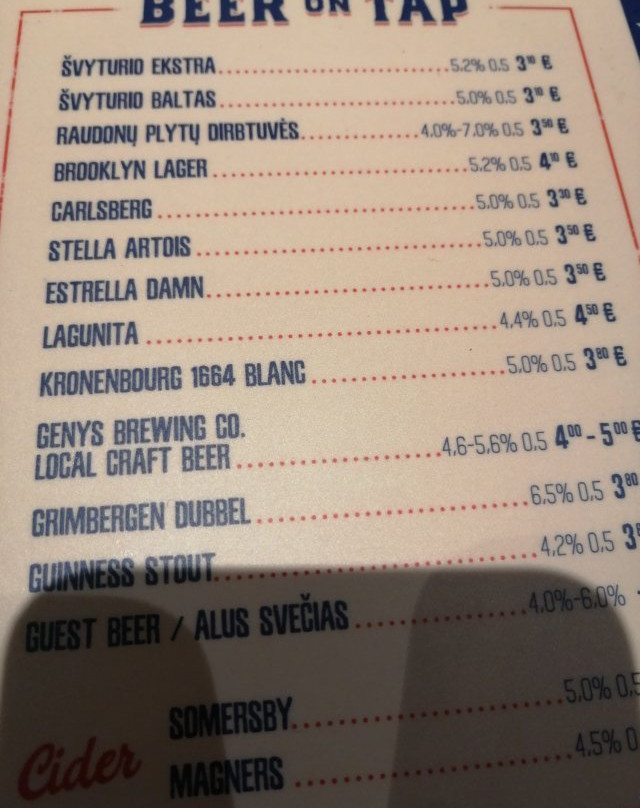 BEER ON TAP
ŠVYTURIO EKSTRA.....................5.2% 0.5 3¹⁰ €
ŠVYTURIO BALTAS.....................5.0% 0.5 3¹⁰ €
RAUDONŲ PLYTŲ DIRBTUVĖS.............4.0%-7.0% 0.5 3⁵⁰ €
BROOKLYN LAGER......................5.2% 0.5 4¹⁰ €
CARLSBERG...........................5.0% 0.5 3³⁰ €
STELLA ARTOIS.......................5.0% 0.5 3⁵⁰ €
ESTRELLA DAMN.......................5.0% 0.5 3⁵⁰ €
LAGUNITA............................4.4% 0.5 4⁵⁰ €
KRONENBOURG 1664 BLANC..............5.0% 0.5 3⁸⁰ €
GENYS BREWING CO.
LOCAL CRAFT BEER....................4,6-5,6% 0.5 4⁰⁰ - 5⁰⁰ €
GRIMBERGEN DUBBEL...................6.5% 0.5 3⁸⁰
GUINNESS STOUT......................4.2% 0.5 3
GUEST BEER / ALUS SVEČIAS...........4.0%-6.0%
Cider
SOMERSBY............................5.0% 0,5
MAGNERS.............................4.5% 0